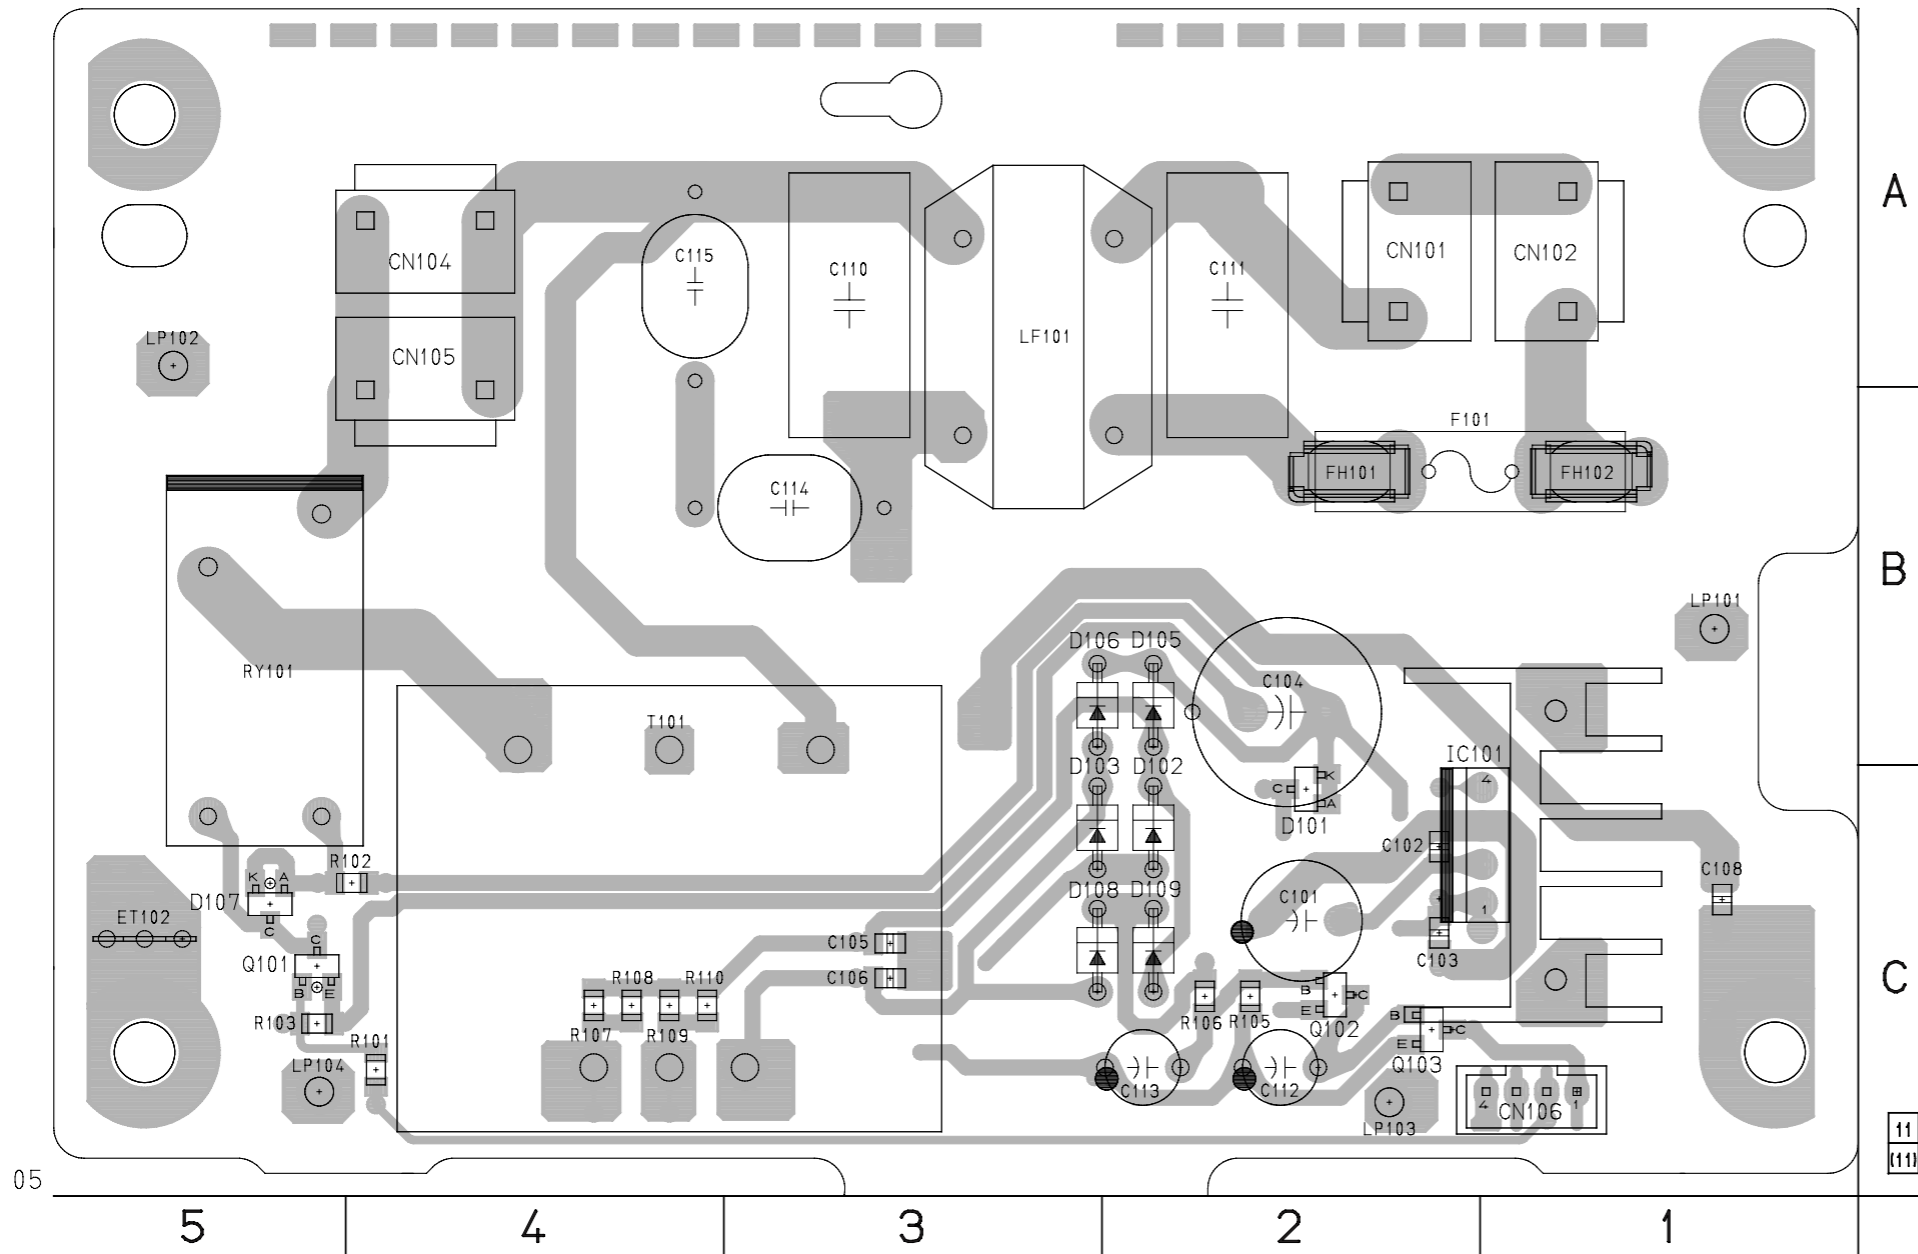 A
C115
C110
C111
CN101
CN102
CN104
LF101
LP102
CN105
F101
FH101
FH102
C114
B
LP101
D106 D105
RY101
C104
T101
IC101
D103 D102
4
K
C
A
D101
C102
R102
C108
K A
D108 D109
C101
D107
ET102
1
C
C
C105
C103
Q101
R108 R110
C106
C
B E
B
C
E
R103
R107 R109
R106 R105
Q102
B
C
E
R101
Q103
LP104
C113
C112
4
CN106
1
LP103
11
(11)
05
5
4
3
2
1